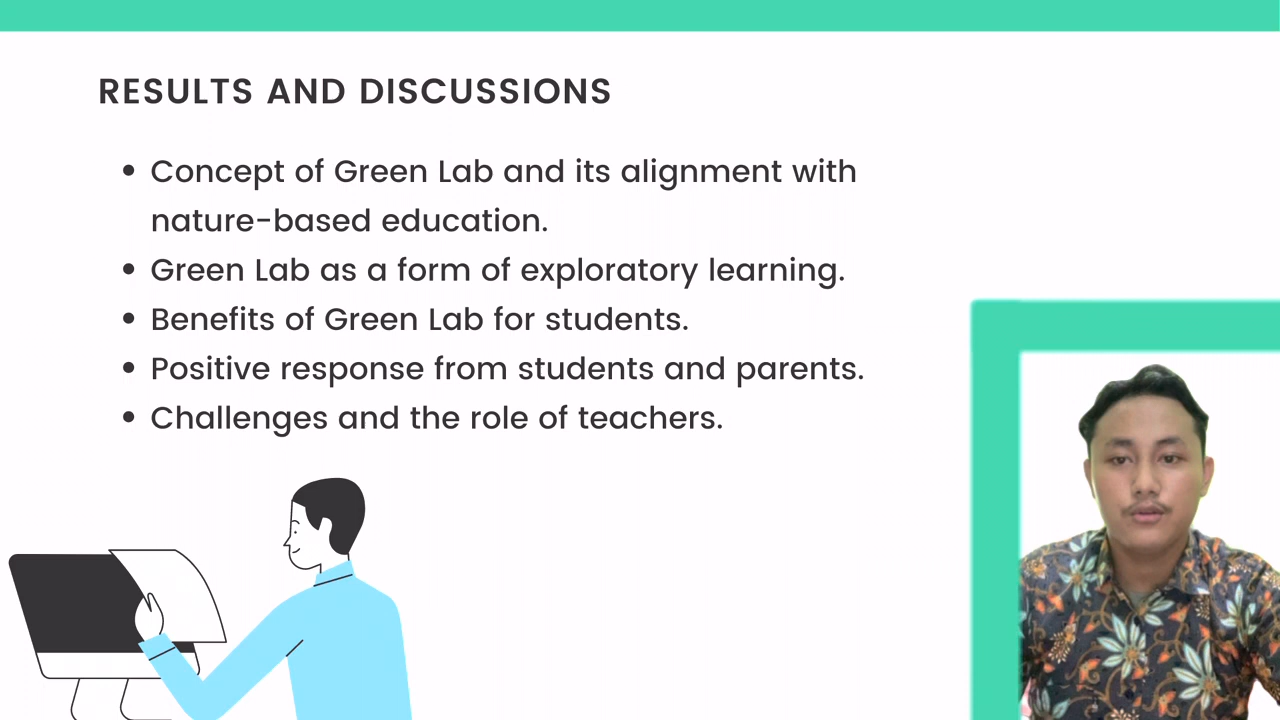 RESULTS AND DISCUSSIONS
• Concept of Green Lab and its alignment with
nature-based education.
• Green Lab as a form of exploratory learning.
• Benefits of Green Lab for students.
• Positive response from students and parents.
• Challenges and the role of teachers.